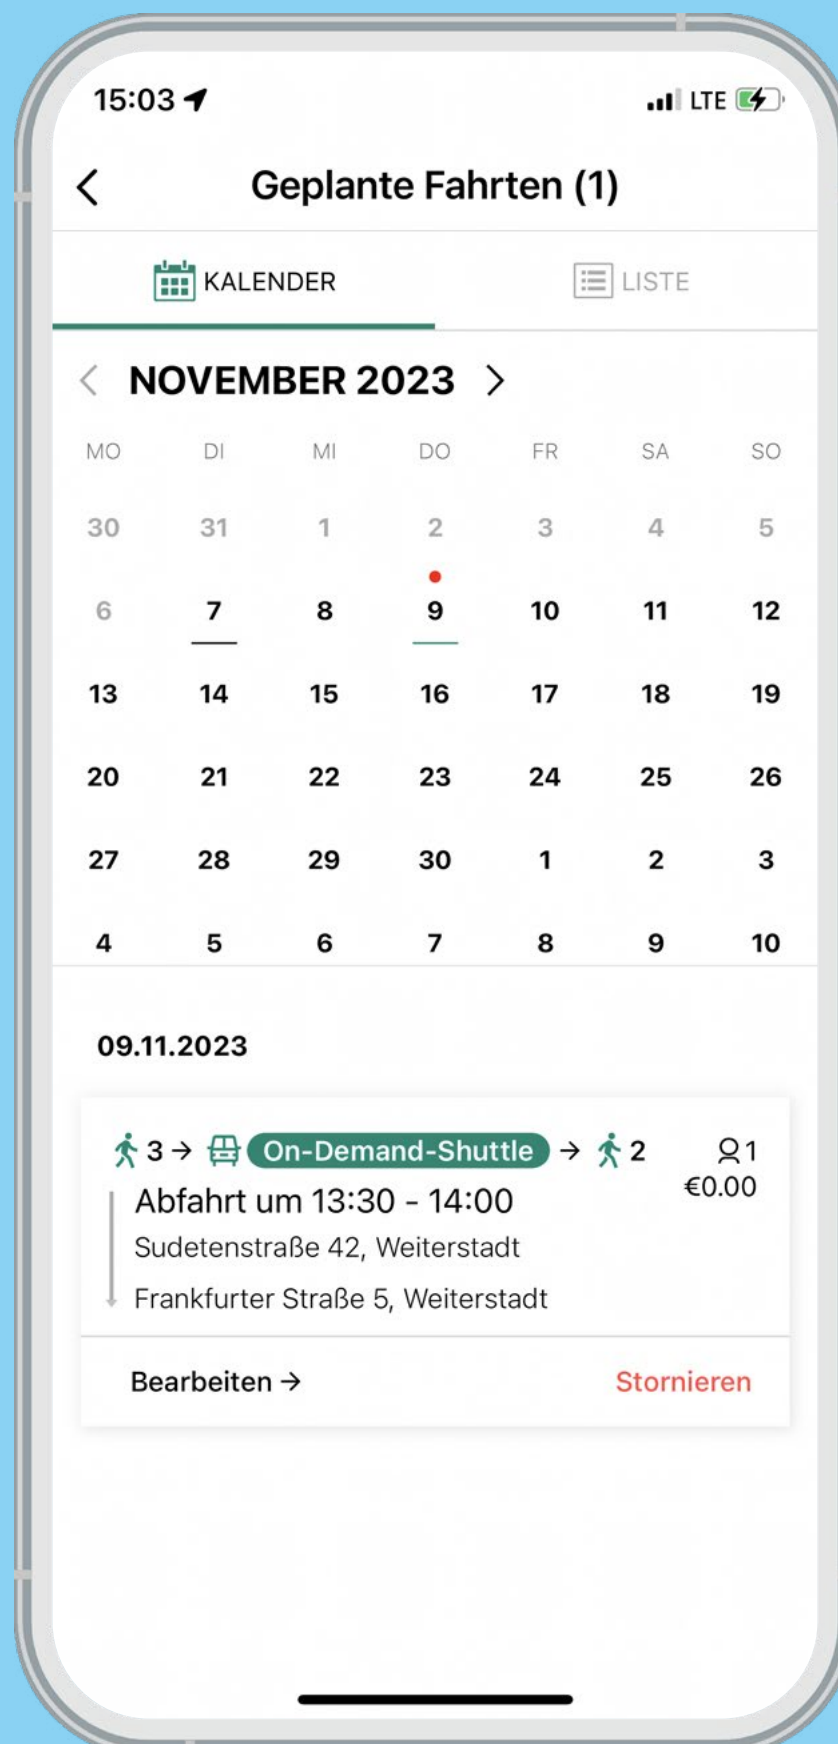 15:03 LTE
Geplante Fahrten (1)
KALENDER LISTE
NOVEMBER 2023
MO DI MI DO FR SA SO
30 31 1 2 3 4 5
6 7 8 9 10 11 12
13 14 15 16 17 18 19
20 21 22 23 24 25 26
27 28 29 30 1 2 3
4 5 6 7 8 9 10
09.11.2023
3 → On-Demand-Shuttle → 2 1
€0.00
Abfahrt um 13:30 - 14:00
Sudetenstraße 42, Weiterstadt
Frankfurter Straße 5, Weiterstadt
Bearbeiten → Stornieren